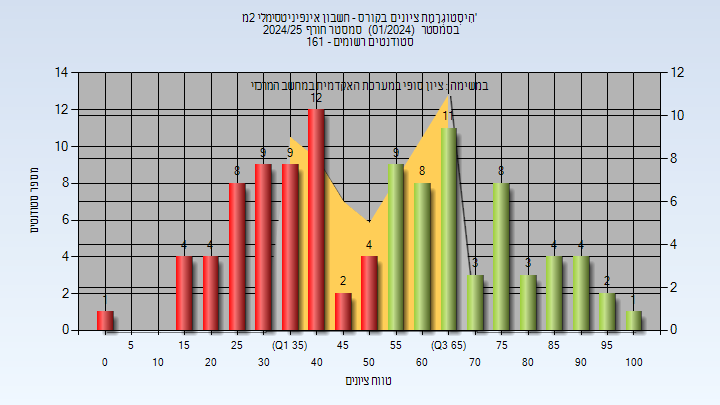 היסטוגרמת ציונים בקורס - חשבון אינפיניטסימלי 2מ'
בסמסטר (01/2024) סמסטר חורף 2024/25
סטודנטים רשומים - 161
במשימה: ציון סופי במערכת האקדמית במחשב המרכזי
מספר סטודנטים
14 12 10 8 6 4 2 0
12 10 8 6 4 2 0
1 4 4 8 9 9 12 2 4 9 8 11 3 8 3 4 4 2 1
5 15 25 (Q1 35) 45 55 (Q3 65) 75 85 95
0 10 20 30 40 50 60 70 80 90 100
טווח ציונים